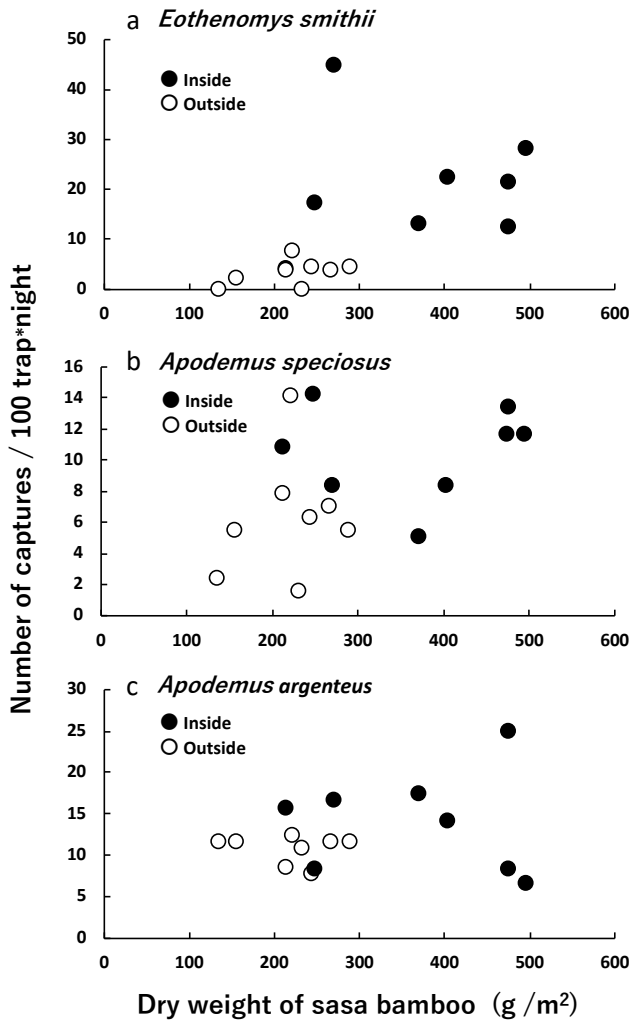 a Eothenomys smithii
50
40
30
20
10
0
Inside
Outside
0 100 200 300 400 500 600
b Apodemus speciosus
16
14
12
10
8
6
4
2
0
Inside
Outside
0 100 200 300 400 500 600
c Apodemus argenteus
30
25
20
15
10
5
0
Inside
Outside
0 100 200 300 400 500 600
Number of captures / 100 trap*night
Dry weight of sasa bamboo (g /m²)